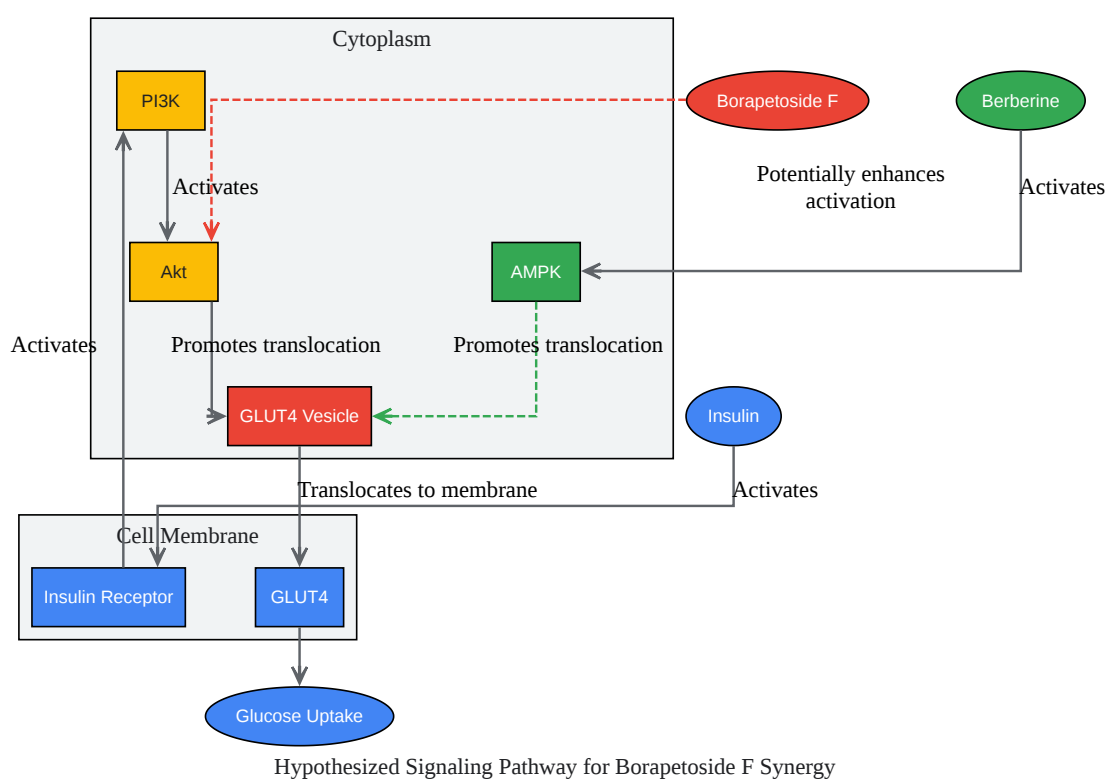 Cytoplasm
PI3K
Borapetoside F
Berberine
Activates
Potentially enhances
activation
Activates
Akt
AMPK
Activates
Promotes translocation
Promotes translocation
GLUT4 Vesicle
Insulin
Translocates to membrane
Activates
Cell Membrane
Insulin Receptor
GLUT4
Glucose Uptake
Hypothesized Signaling Pathway for Borapetoside F Synergy